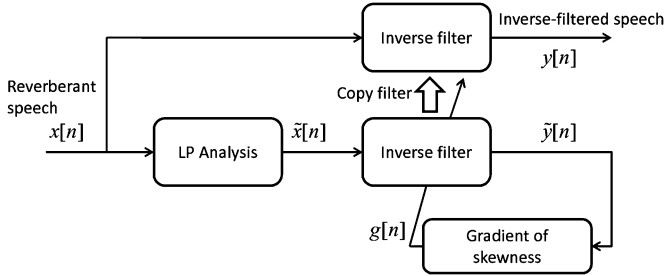 Inverse filter
Inverse-filtered speech
y[n]
Reverberant
speech
x[n]
Copy filter
LP Analysis
x̃[n]
Inverse filter
ỹ[n]
g[n]
Gradient of
skewness